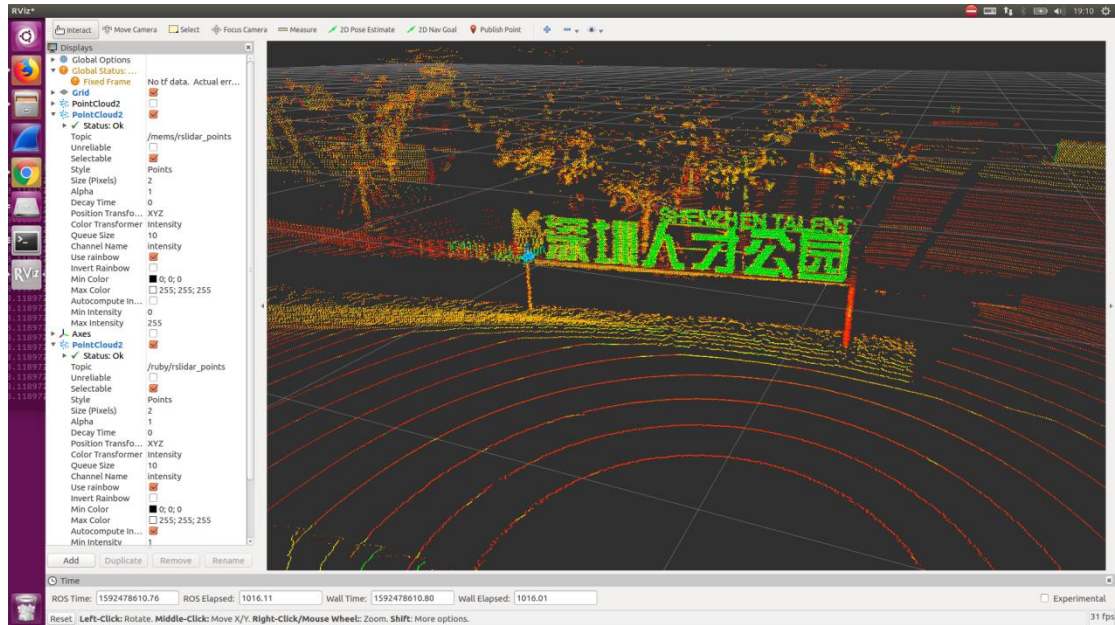 RViz*
19:10
Interact Move Camera Select Focus Camera Measure 2D Pose Estimate 2D Nav Goal Publish Point
Displays
Global Options
Global Status: ...
Fixed Frame No tf data. Actual err...
Grid
PointCloud2
PointCloud2
Status: Ok
Topic /mems/rslidar_points
Unreliable
Selectable
Style Points
Size (Pixels) 2
Alpha 1
Decay Time 0
Position Transfo... XYZ
Color Transformer Intensity
Queue Size 10
Channel Name intensity
Use rainbow
Invert Rainbow
Min Color 0; 0; 0
Max Color 255; 255; 255
Autocompute In...
Min Intensity 0
Max Intensity 255
Axes
PointCloud2
Status: Ok
Topic /ruby/rslidar_points
Unreliable
Selectable
Style Points
Size (Pixels) 2
Alpha 1
Decay Time 0
Position Transfo... XYZ
Color Transformer Intensity
Queue Size 10
Channel Name intensity
Use rainbow
Invert Rainbow
Min Color 0; 0; 0
Max Color 255; 255; 255
Autocompute In...
Min Intensity 1
Add Duplicate Remove Rename
SHENZHEN TALENT
深圳人才公园
Time
ROS Time: 1592478610.76 ROS Elapsed: 1016.11 Wall Time: 1592478610.80 Wall Elapsed: 1016.01 Experimental
Reset Left-Click: Rotate. Middle-Click: Move X/Y. Right-Click/Mouse Wheel:: Zoom. Shift: More options. 31 fps